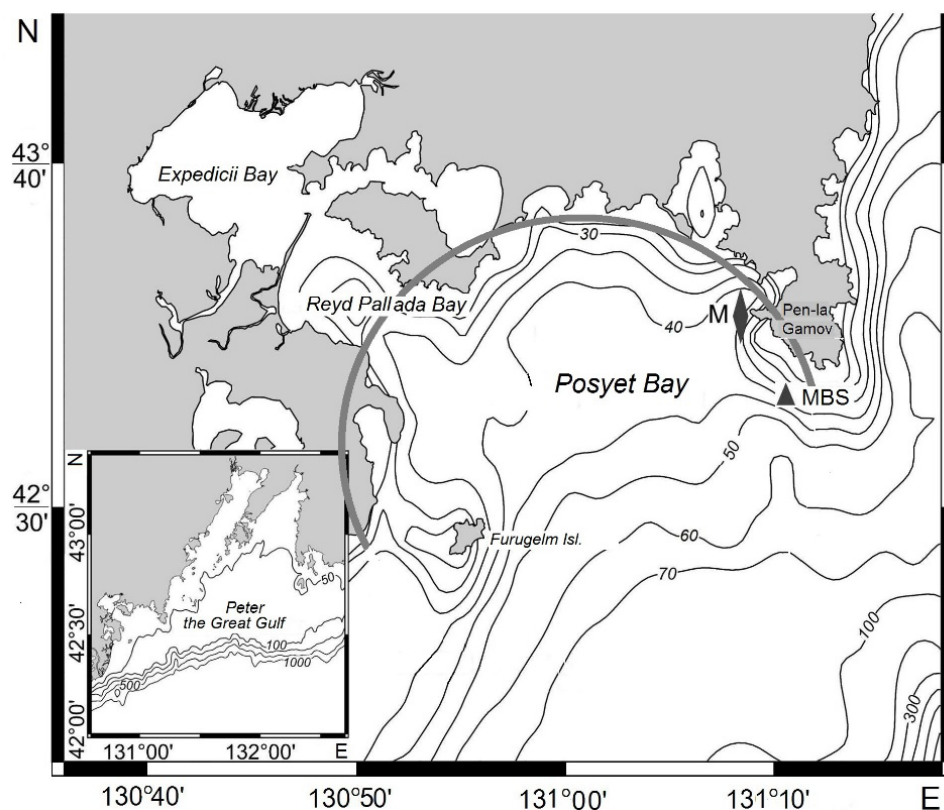 N
43°
40'
Expedicii Bay
30
Reyd Pallada Bay
M
40
Pen-la
Gamov
Posyet Bay
MBS
50
42°
30'
Furugelm Isl.
60
70
100
300
N
43°00'
50
Peter
the Great Gulf
42°30'
100
500
1000
42°00'
131°00'
132°00'
E
130°40'
130°50'
131°00'
131°10'
E